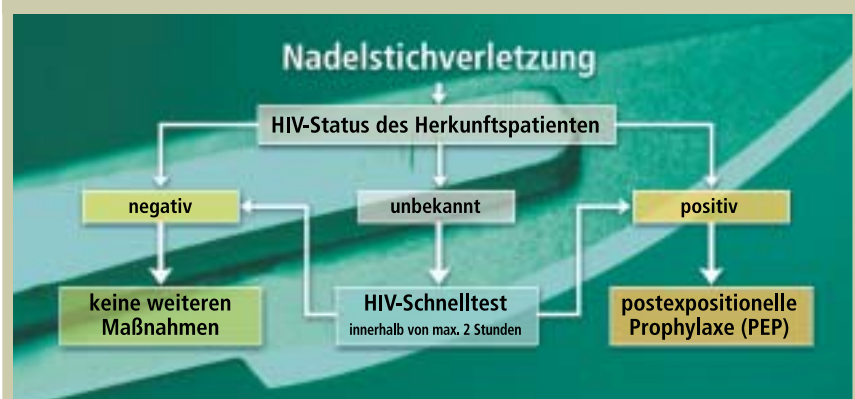 Nadelstichverletzung
HIV-Status des Herkunftspatienten
negativ
unbekannt
positiv
keine weiteren
Maßnahmen
HIV-Schnelltest
innerhalb von max. 2 Stunden
postexpositionelle
Prophylaxe (PEP)